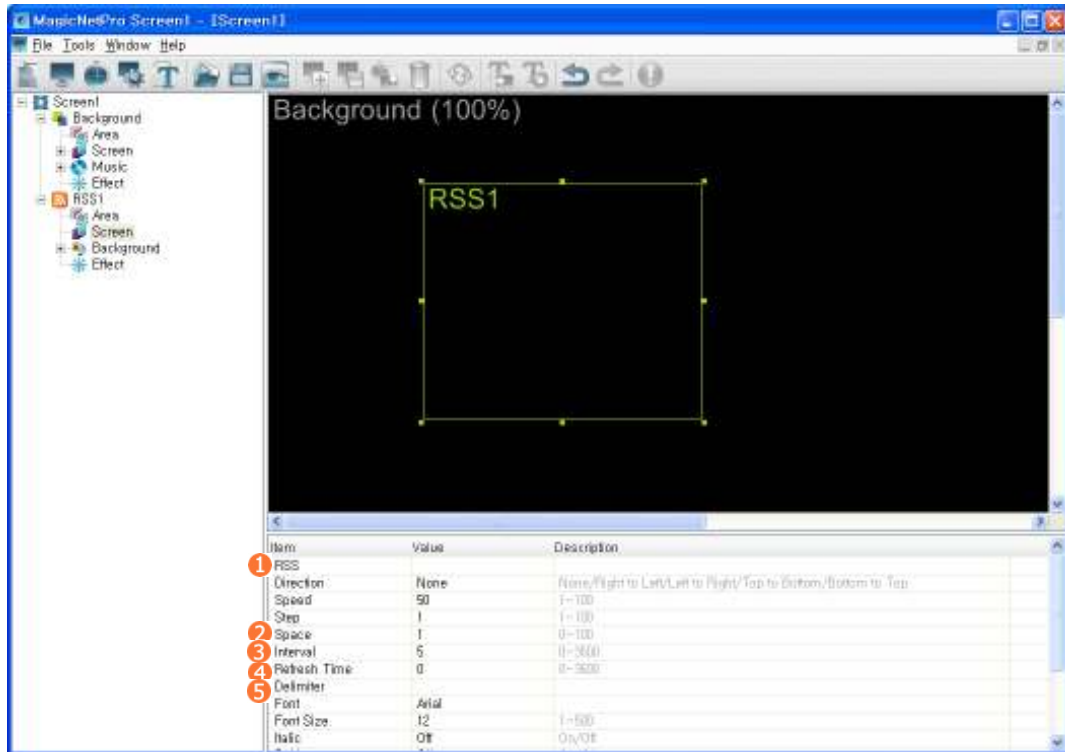 MagicNetPro Screen1 - [Screen1]
File Tools Window Help
Screen1
Background
Area
Screen
Music
Effect
RSS1
Area
Screen
Background
Effect
Background (100%)
RSS1
Item Value Description
1 RSS
Direction None None/Right to Left/Left to Right/Top to Bottom/Bottom to Top
Speed 50 1~100
Step 1 1~100
2 Space 1 0~100
3 Interval 5 0~3600
4 Refresh Time 0 0~3600
5 Delimiter
Font Arial
Font Size 12 1~500
Italic Off On/Off